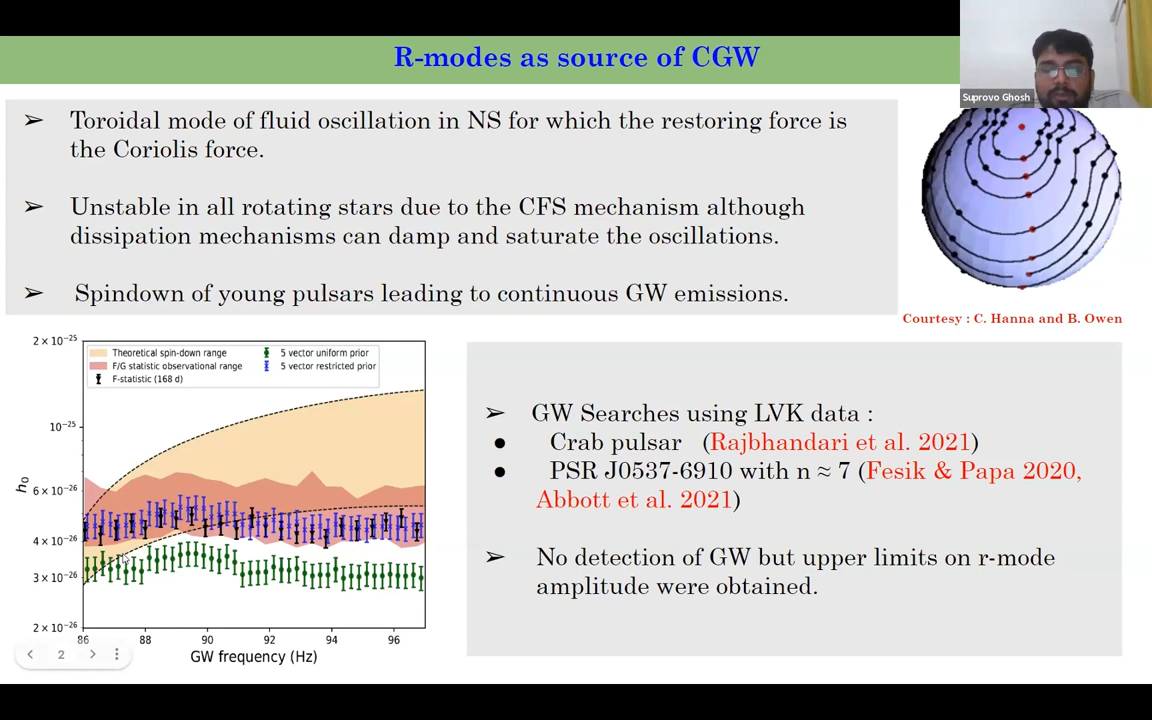 R-modes as source of CGW
Suprovo Ghosh
➢ Toroidal mode of fluid oscillation in NS for which the restoring force is
the Coriolis force.
➢ Unstable in all rotating stars due to the CFS mechanism although
dissipation mechanisms can damp and saturate the oscillations.
➢ Spindown of young pulsars leading to continuous GW emissions.
Courtesy : C. Hanna and B. Owen
2 × 10⁻²⁵
10⁻²⁵
6 × 10⁻²⁶
4 × 10⁻²⁶
3 × 10⁻²⁶
2 × 10⁻²⁶
h₀
Theoretical spin-down range
F/G statistic observational range
F-statistic (168 d)
5 vector uniform prior
5 vector restricted prior
86 88 90 92 94 96
GW frequency (Hz)
2
➢ GW Searches using LVK data :
● Crab pulsar (Rajbhandari et al. 2021)
● PSR J0537-6910 with n ≈ 7 (Fesik & Papa 2020,
Abbott et al. 2021)
➢ No detection of GW but upper limits on r-mode
amplitude were obtained.